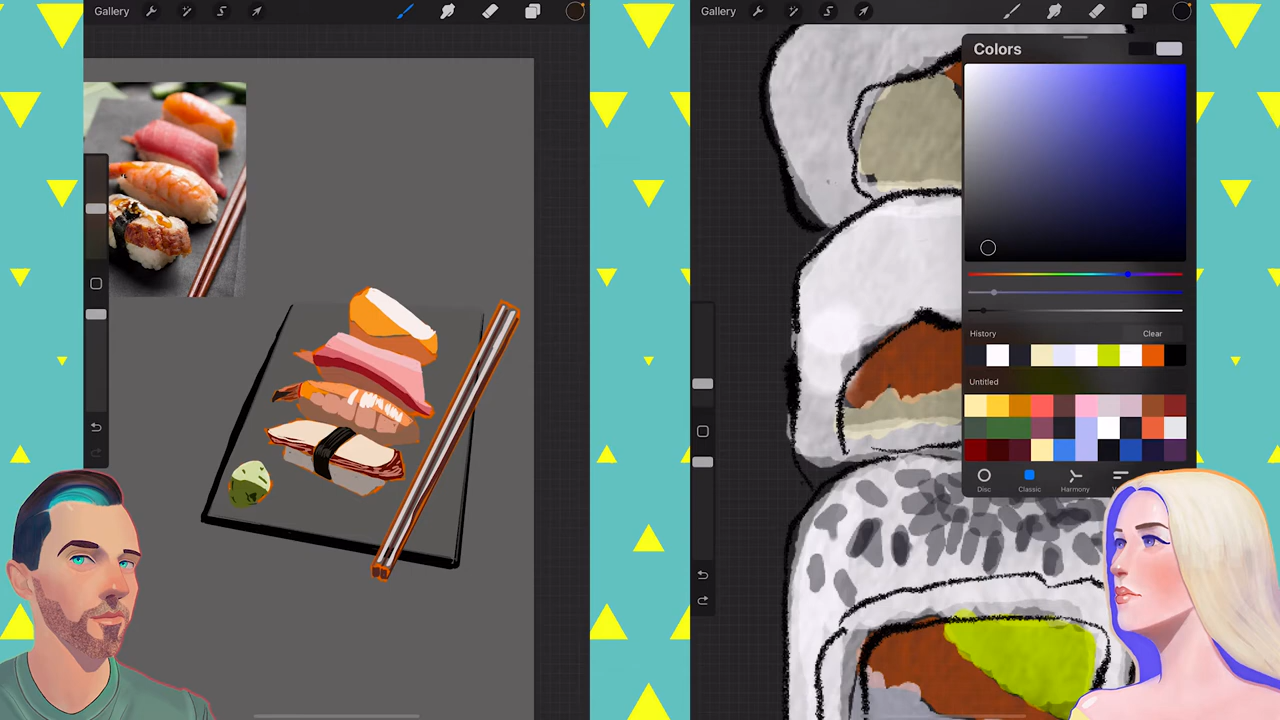 Gallery
Gallery
Colors
History
Clear
Untitled
Disc
Classic
Harmony